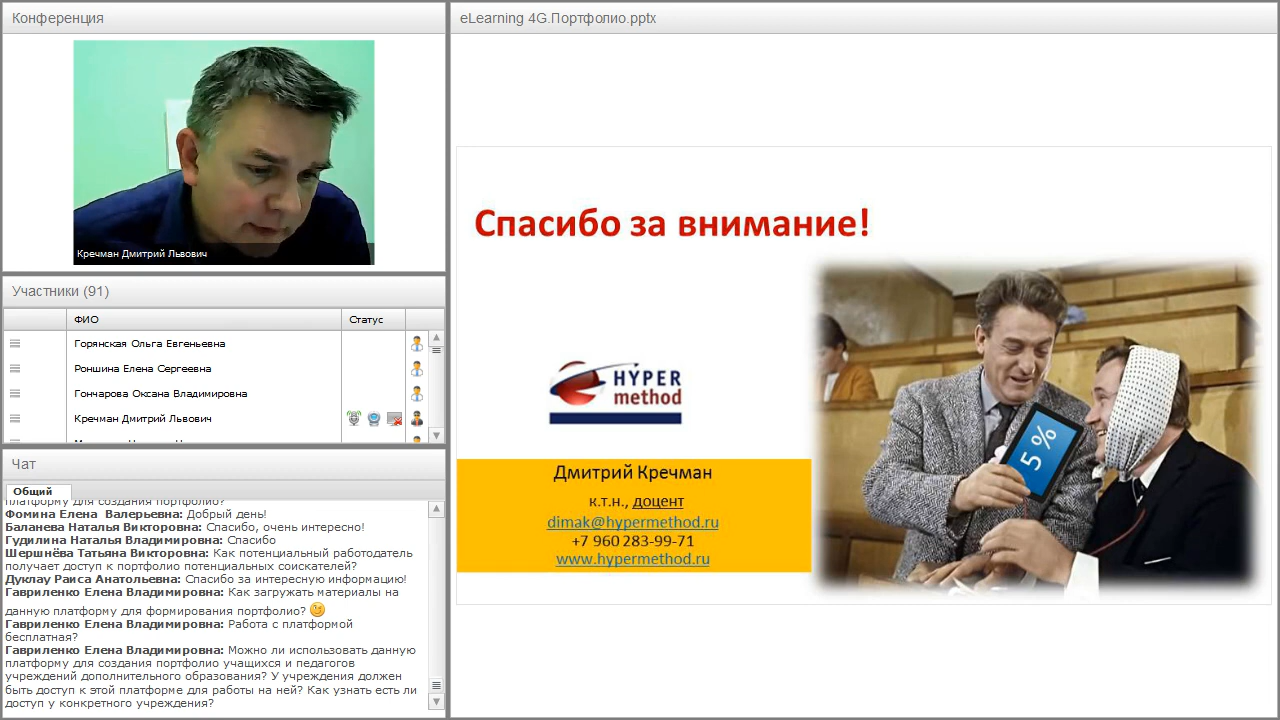 Конференция
Кречман Дмитрий Львович
Участники (91)
ФИО
Статус
Горянская Ольга Евгеньевна
Роншина Елена Сергеевна
Гончарова Оксана Владимировна
Кречман Дмитрий Львович
Чат
Общий
платформу для создания портфолио?
Фомина Елена Валерьевна: Добрый день!
Баланева Наталья Викторовна: Спасибо, очень интересно!
Гудилина Наталья Владимировна: Спасибо
Шершнёва Татьяна Викторовна: Как потенциальный работодатель
получает доступ к портфолио потенциальных соискателей?
Дуклау Раиса Анатольевна: Спасибо за интересную информацию!
Гавриленко Елена Владимировна: Как загружать материалы на
данную платформу для формирования портфолио?
Гавриленко Елена Владимировна: Работа с платформой
бесплатная?
Гавриленко Елена Владимировна: Можно ли использовать данную
платформу для создания портфолио учащихся и педагогов
учреждений дополнительного образования? У учреждения должен
быть доступ к этой платформе для работы на ней? Как узнать есть ли
доступ у конкретного учреждения?
eLearning 4G.Портфолио.pptx
Спасибо за внимание!
HYPER
method
5 %
Дмитрий Кречман
к.т.н., доцент
dimak@hypermethod.ru
+7 960 283-99-71
www.hypermethod.ru